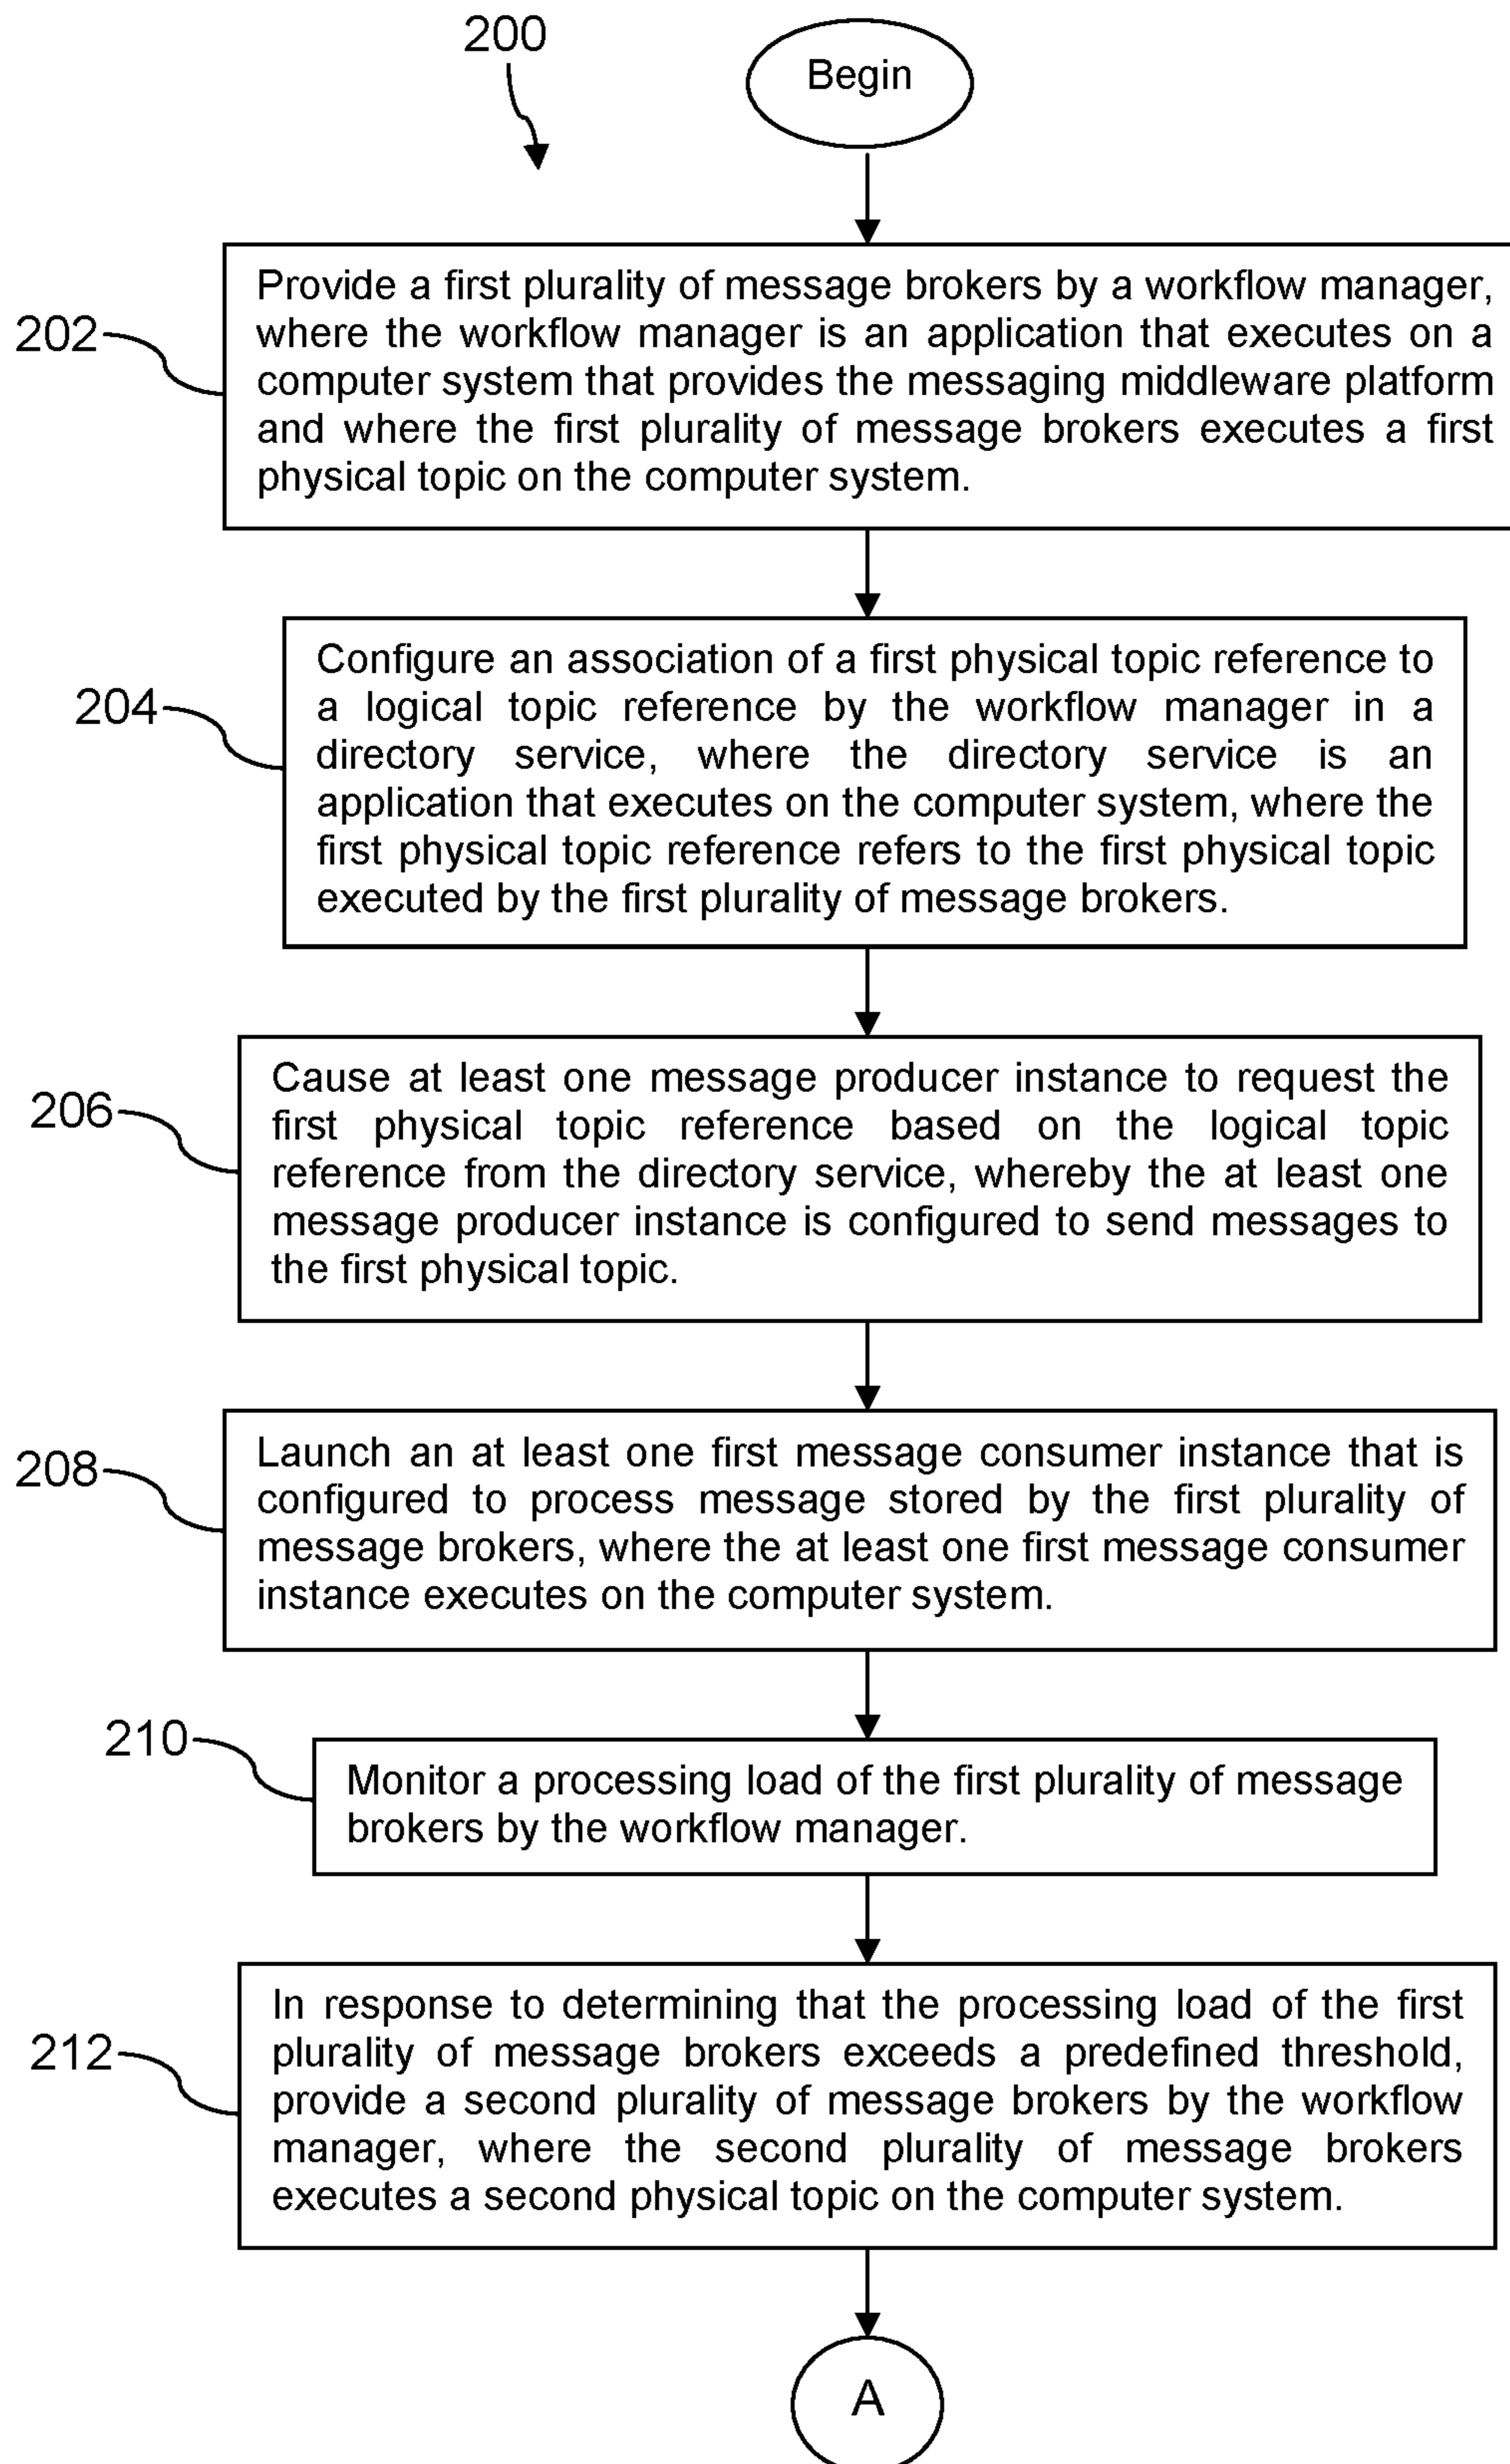 200
Begin
202
Provide a first plurality of message brokers by a workflow manager,
where the workflow manager is an application that executes on a
computer system that provides the messaging middleware platform
and where the first plurality of message brokers executes a first
physical topic on the computer system.
204
Configure an association of a first physical topic reference to
a logical topic reference by the workflow manager in a
directory service, where the directory service is an
application that executes on the computer system, where the
first physical topic reference refers to the first physical topic
executed by the first plurality of message brokers.
206
Cause at least one message producer instance to request the
first physical topic reference based on the logical topic
reference from the directory service, whereby the at least one
message producer instance is configured to send messages to
the first physical topic.
208
Launch an at least one first message consumer instance that is
configured to process message stored by the first plurality of
message brokers, where the at least one first message consumer
instance executes on the computer system.
210
Monitor a processing load of the first plurality of message
brokers by the workflow manager.
212
In response to determining that the processing load of the first
plurality of message brokers exceeds a predefined threshold,
provide a second plurality of message brokers by the workflow
manager, where the second plurality of message brokers
executes a second physical topic on the computer system.
A